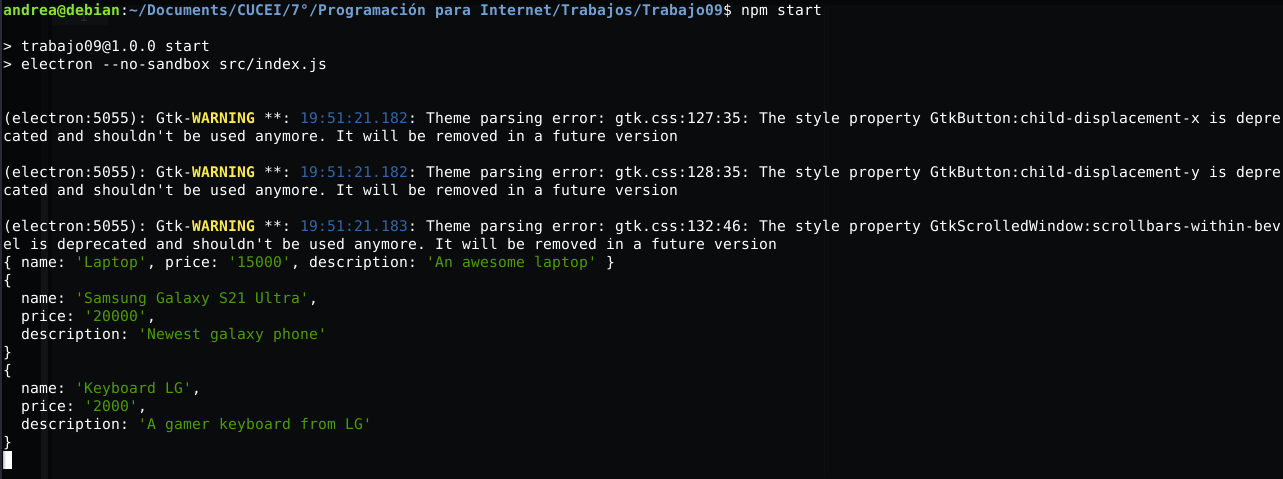 andrea@debian:~/Documents/CUCEI/7°/Programación para Internet/Trabajos/Trabajo09$ npm start

> trabajo09@1.0.0 start
> electron --no-sandbox src/index.js

(electron:5055): Gtk-WARNING **: 19:51:21.182: Theme parsing error: gtk.css:127:35: The style property GtkButton:child-displacement-x is depre
cated and shouldn't be used anymore. It will be removed in a future version

(electron:5055): Gtk-WARNING **: 19:51:21.182: Theme parsing error: gtk.css:128:35: The style property GtkButton:child-displacement-y is depre
cated and shouldn't be used anymore. It will be removed in a future version

(electron:5055): Gtk-WARNING **: 19:51:21.183: Theme parsing error: gtk.css:132:46: The style property GtkScrolledWindow:scrollbars-within-bev
el is deprecated and shouldn't be used anymore. It will be removed in a future version
{ name: 'Laptop', price: '15000', description: 'An awesome laptop' }
{
  name: 'Samsung Galaxy S21 Ultra',
  price: '20000',
  description: 'Newest galaxy phone'
}
{
  name: 'Keyboard LG',
  price: '2000',
  description: 'A gamer keyboard from LG'
}